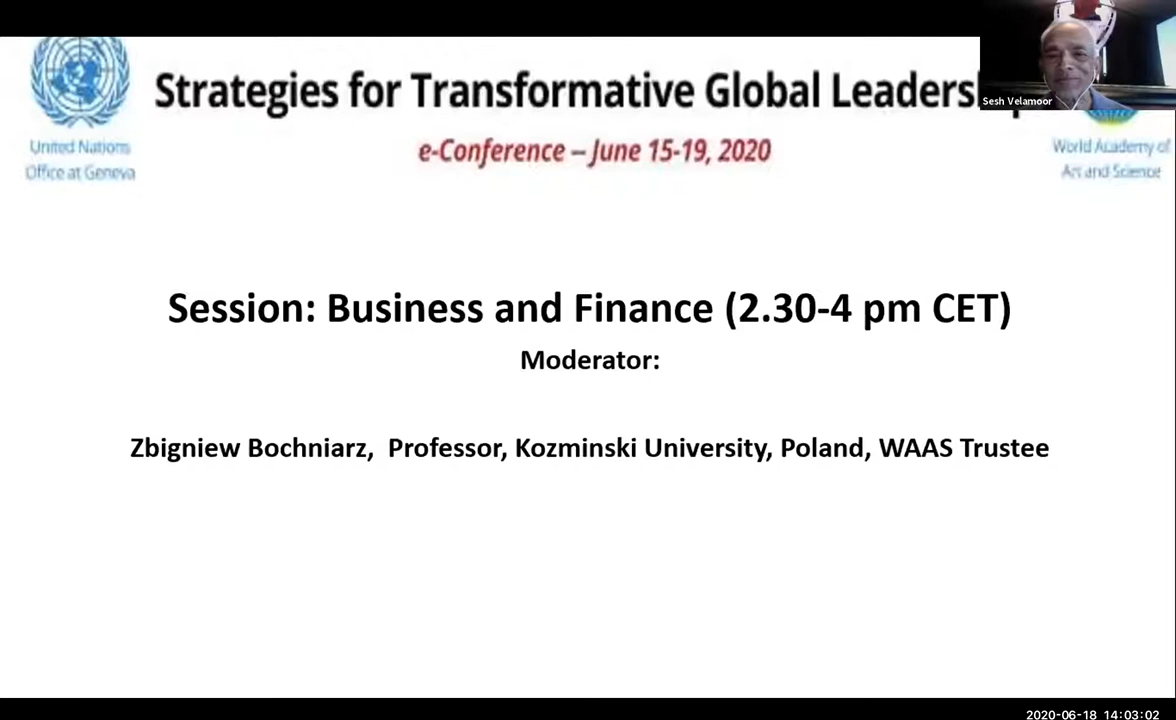 Strategies for Transformative Global Leadersh
Sesh Velamoor
e-Conference – June 15-19, 2020
United Nations
Office at Geneva
World Academy of
Art and Science
Session: Business and Finance (2.30-4 pm CET)
Moderator:
Zbigniew Bochniarz, Professor, Kozminski University, Poland, WAAS Trustee
2020-06-18 14:03:02